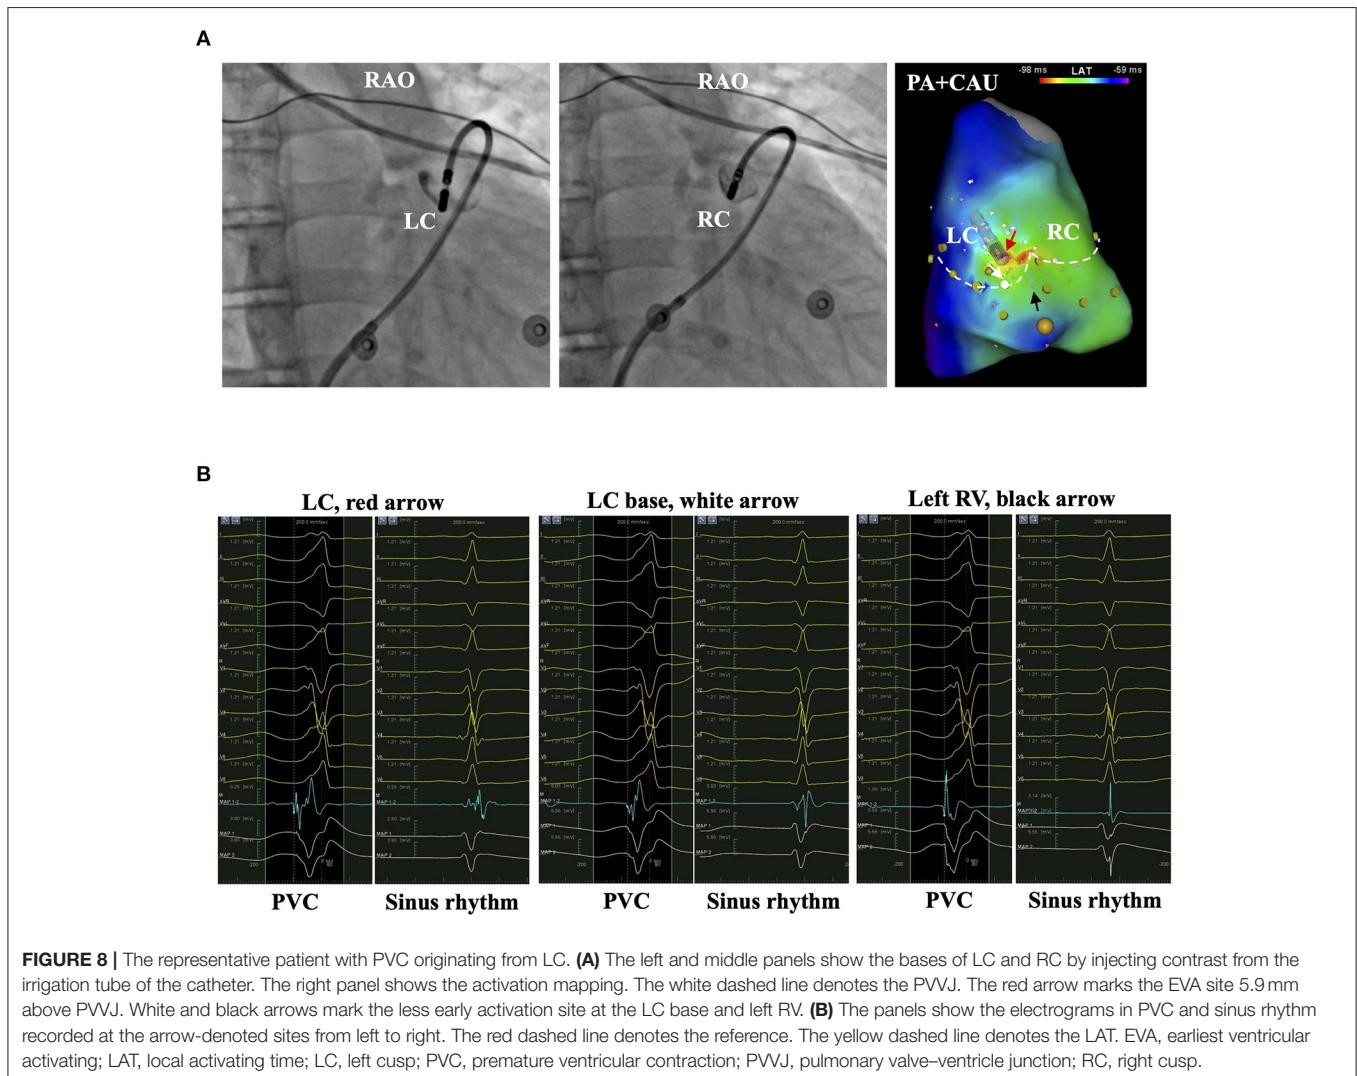 A
RAO
LC
RAO
RC
PA+CAU
-98 ms LAT -59 ms
LC
RC
B
LC, red arrow
LC base, white arrow
Left RV, black arrow
PVC
Sinus rhythm
PVC
Sinus rhythm
PVC
Sinus rhythm
FIGURE 8 | The representative patient with PVC originating from LC. (A) The left and middle panels show the bases of LC and RC by injecting contrast from the
irrigation tube of the catheter. The right panel shows the activation mapping. The white dashed line denotes the PVVJ. The red arrow marks the EVA site 5.9 mm
above PVVJ. White and black arrows mark the less early activation site at the LC base and left RV. (B) The panels show the electrograms in PVC and sinus rhythm
recorded at the arrow-denoted sites from left to right. The red dashed line denotes the reference. The yellow dashed line denotes the LAT. EVA, earliest ventricular
activating; LAT, local activating time; LC, left cusp; PVC, premature ventricular contraction; PVVJ, pulmonary valve–ventricle junction; RC, right cusp.